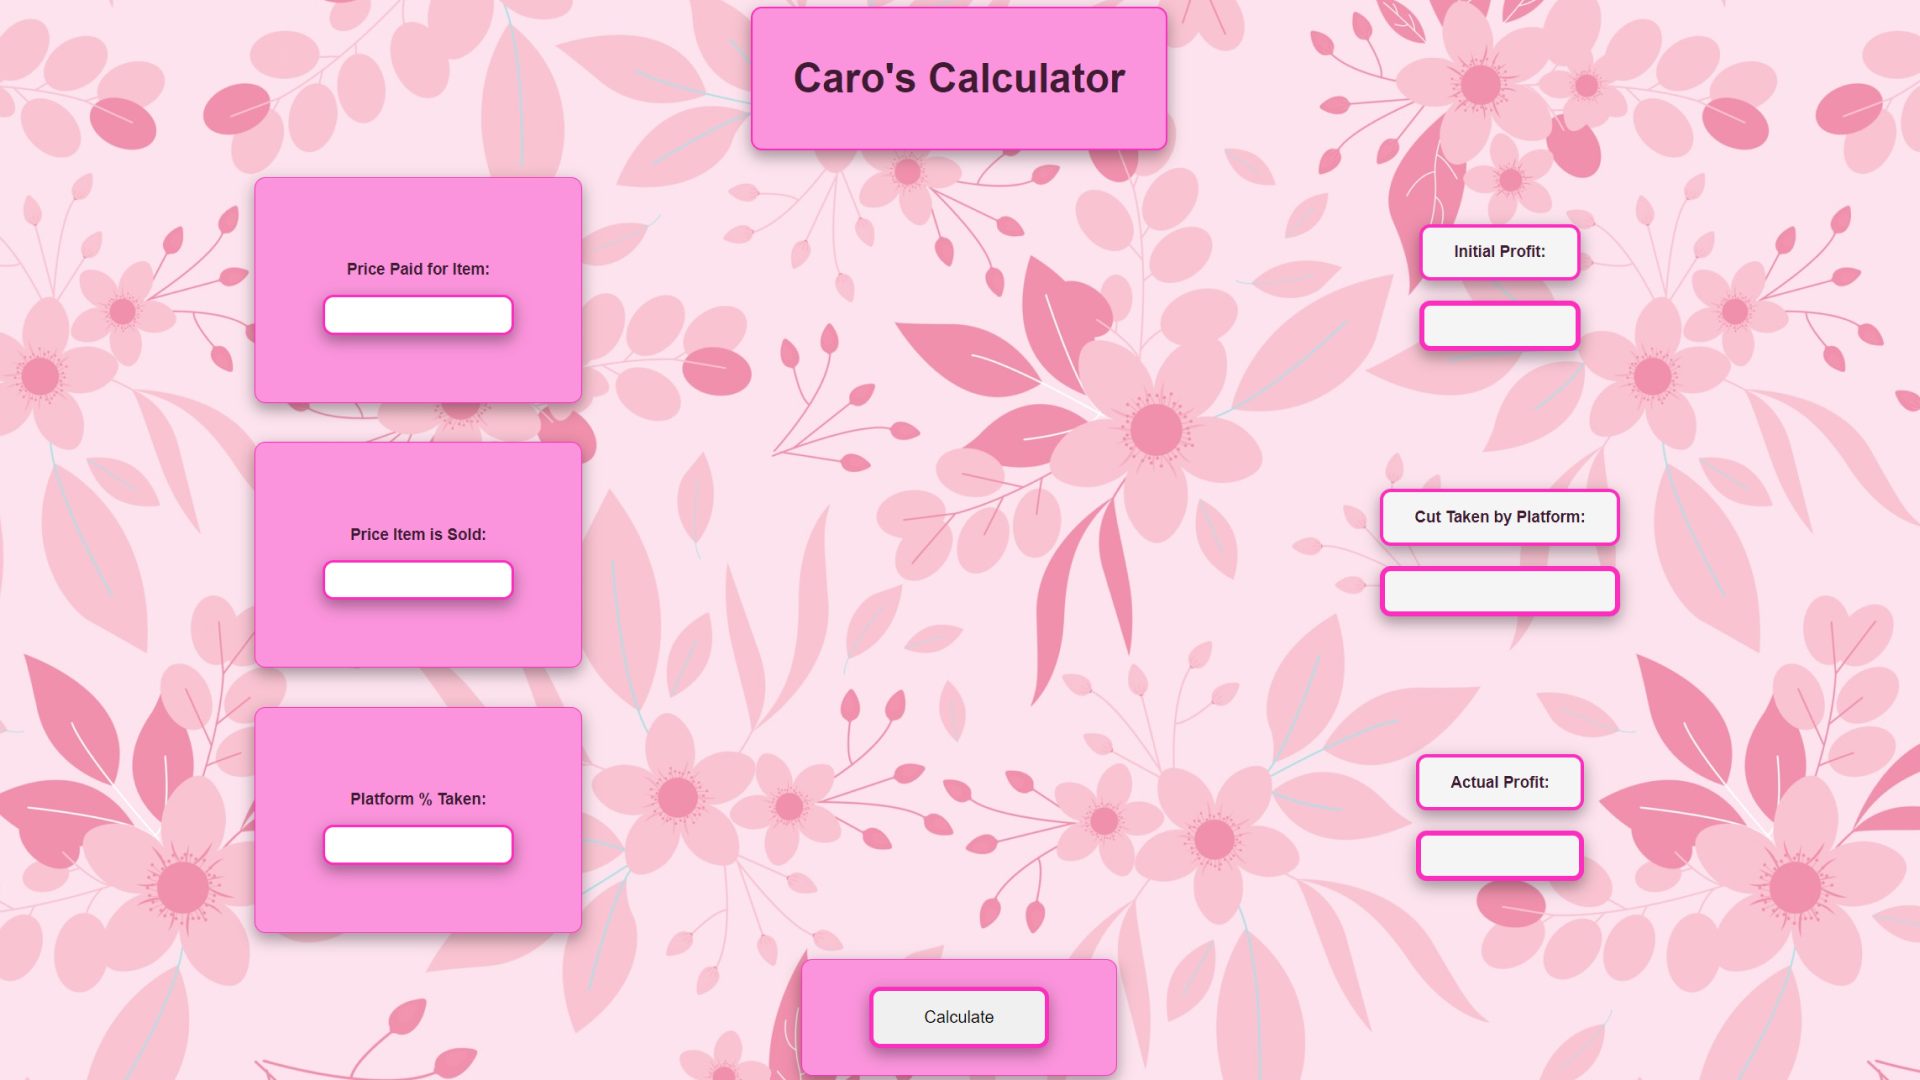 Caro's Calculator
Price Paid for Item:
Initial Profit:
Price Item is Sold:
Cut Taken by Platform:
Platform % Taken:
Actual Profit:
Calculate